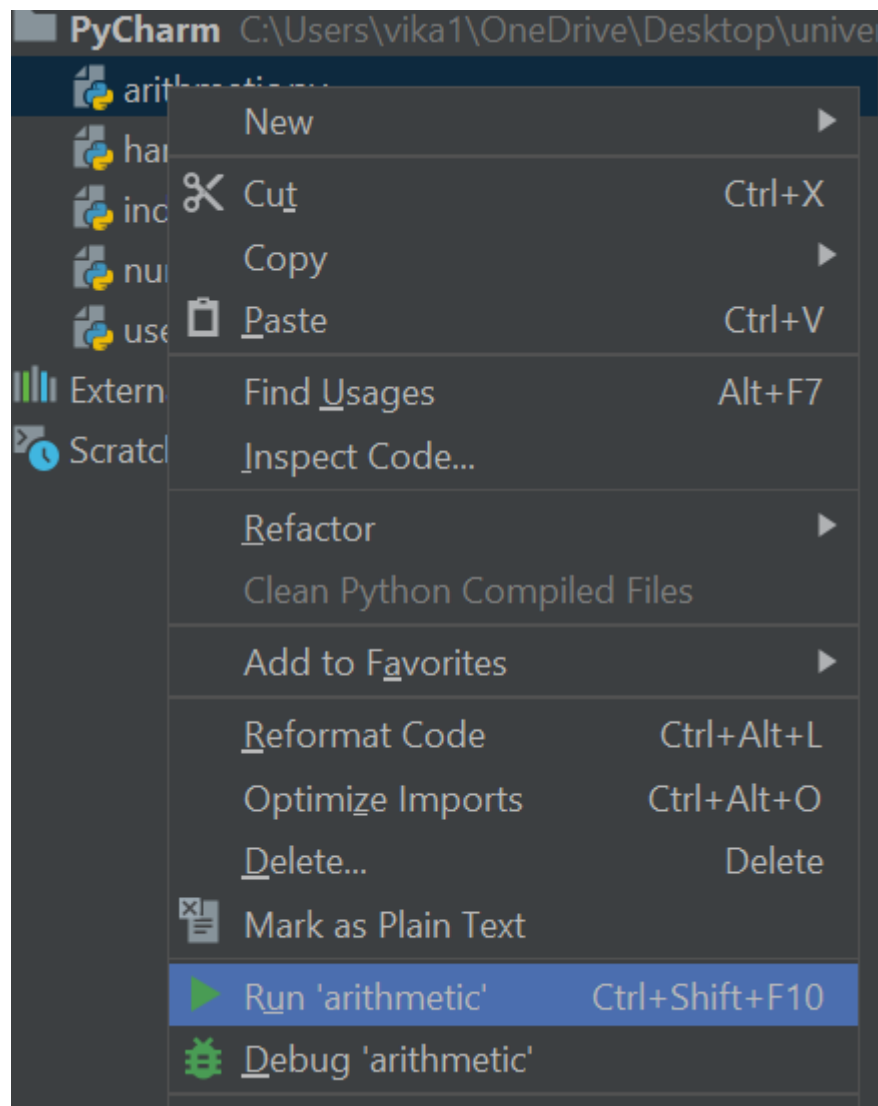 PyCharm C:\Users\vika1\OneDrive\Desktop\unive
New
Cut Ctrl+X
Copy
Paste Ctrl+V
Find Usages Alt+F7
Extern
Inspect Code...
Scratc
Refactor
Clean Python Compiled Files
Add to Favorites
Reformat Code Ctrl+Alt+L
Optimize Imports Ctrl+Alt+O
Delete... Delete
Mark as Plain Text
Run 'arithmetic' Ctrl+Shift+F10
Debug 'arithmetic'